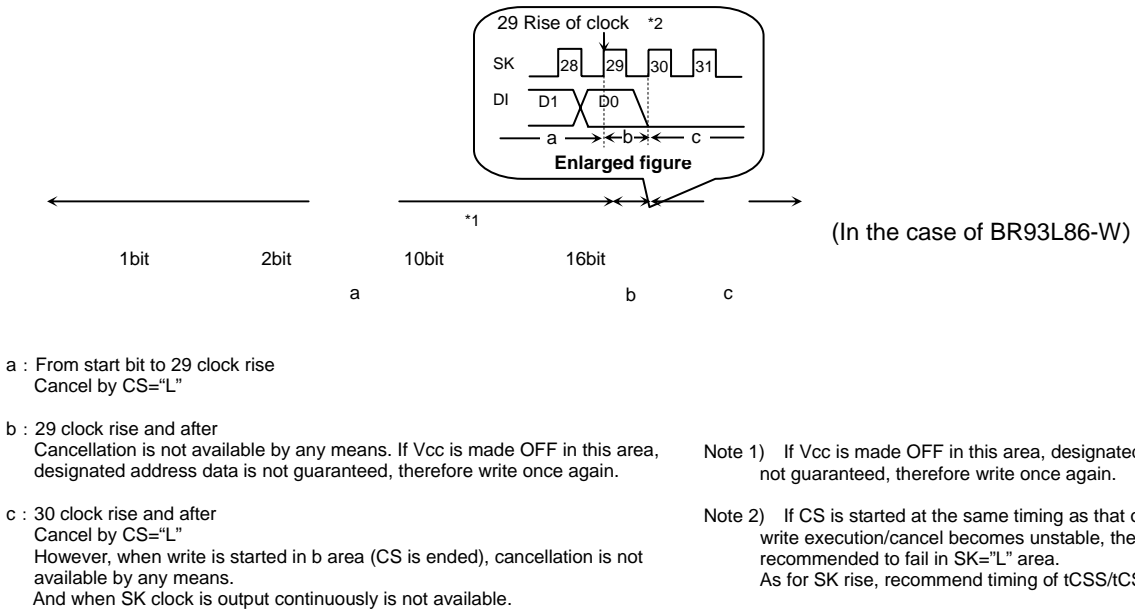 29 Rise of clock *2
SK 28 29 30 31
DI D1 D0
a b c
Enlarged figure
*1
(In the case of BR93L86-W)
1bit 2bit 10bit 16bit
a b c
a : From start bit to 29 clock rise
Cancel by CS=“L”
b : 29 clock rise and after
Cancellation is not available by any means. If Vcc is made OFF in this area,
designated address data is not guaranteed, therefore write once again.
c : 30 clock rise and after
Cancel by CS=“L”
However, when write is started in b area (CS is ended), cancellation is not
available by any means.
And when SK clock is output continuously is not available.
Note 1) If Vcc is made OFF in this area, designated
not guaranteed, therefore write once again.
Note 2) If CS is started at the same timing as that
write execution/cancel becomes unstable, the
recommended to fail in SK=”L” area.
As for SK rise, recommend timing of tCSS/